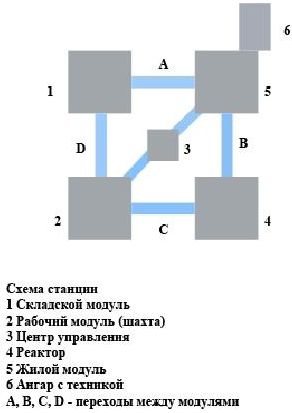 6
A
1
5
D
3
B
2
4
C
Схема станции
1 Складской модуль
2 Рабочий модуль (шахта)
3 Центр управления
4 Реактор
5 Жилой модуль
6 Ангар с техникой
A, B, C, D - переходы между модулями